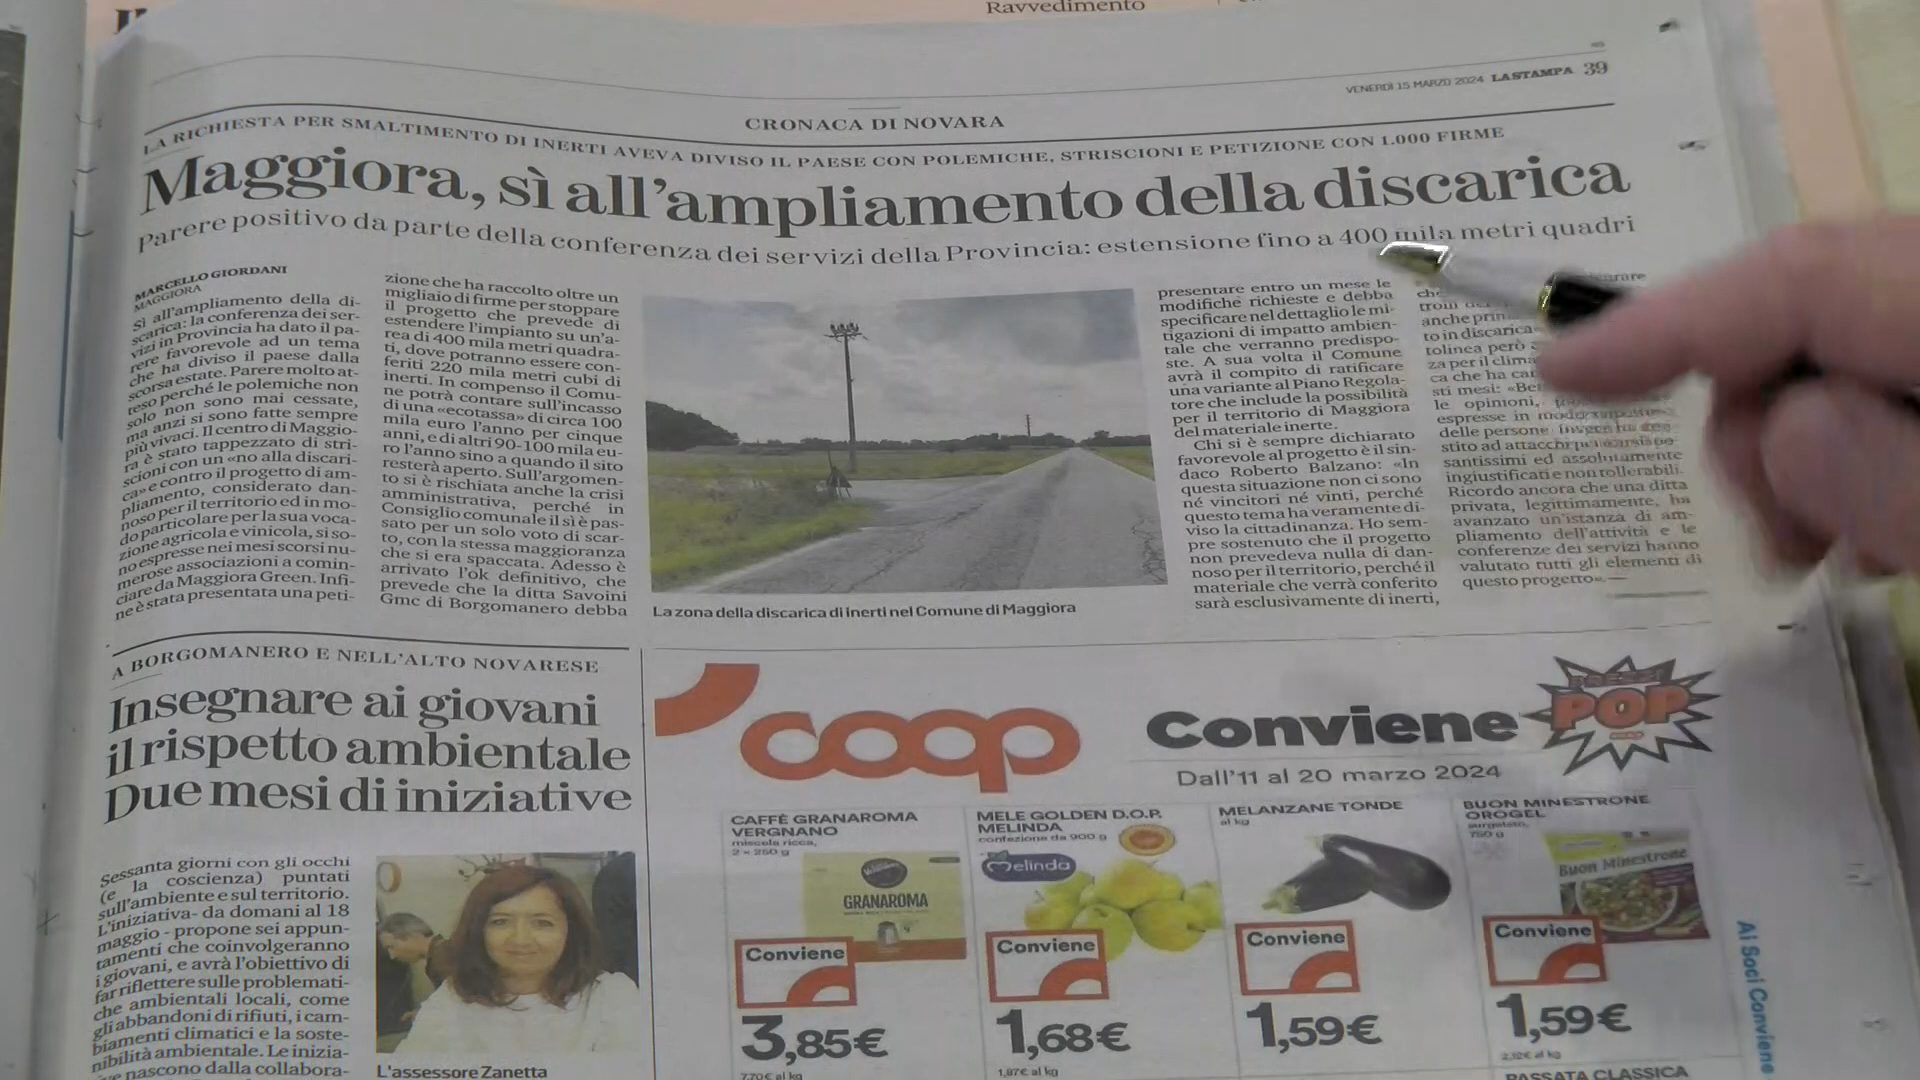 Ravvedimento
VENERDÌ 15 MARZO 2024 LA STAMPA 39
CRONACA DI NOVARA
LA RICHIESTA PER SMALTIMENTO DI INERTI AVEVA DIVISO IL PAESE CON POLEMICHE, STRISCIONI E PETIZIONE CON 1.000 FIRME
Maggiora, sì all'ampliamento della discarica
Parere positivo da parte della conferenza dei servizi della Provincia: estensione fino a 400 mila metri quadri
MARCELLO GIORDANI
MAGGIORA
Sì all'ampliamento della di-
scarica: la conferenza dei ser-
vizi in Provincia ha dato il pa-
rere favorevole ad un tema
che ha diviso il paese dalla
scorsa estate. Parere molto at-
teso perché le polemiche non
solo non sono mai cessate,
ma anzi si sono fatte sempre
più vivaci. Il centro di Maggio-
ra è stato tappezzato di stri-
scioni con un «no alla discari-
ca» e contro il progetto di am-
pliamento, considerato dan-
noso per il territorio ed in mo-
do particolare per la sua voca-
zione agricola e vinicola, si so-
no espresse nei mesi scorsi nu-
merose associazioni a comin-
ciare da Maggiora Green. Infi-
ne è stata presentata una peti-
zione che ha raccolto oltre un
migliaio di firme per stoppare
il progetto che prevede di
estendere l'impianto su un'a-
rea di 400 mila metri quadra-
ti, dove potranno essere con-
feriti 220 mila metri cubi di
inerti. In compenso il Comu-
ne potrà contare sull'incasso
di una «ecotassa» di circa 100
mila euro l'anno per cinque
anni, e di altri 90-100 mila eu-
ro l'anno sino a quando il sito
resterà aperto. Sull'argomen-
to si è rischiata anche la crisi
amministrativa, perché in
Consiglio comunale il sì è pas-
sato per un solo voto di scar-
to, con la stessa maggioranza
che si era spaccata. Adesso è
arrivato l'ok definitivo, che
prevede che la ditta Savoini
Gmc di Borgomanero debba
La zona della discarica di inerti nel Comune di Maggiora
presentare entro un mese le
modifiche richieste e debba
specificare nel dettaglio le mi-
tigazioni di impatto ambien-
tale che verranno predispo-
ste. A sua volta il Comune
avrà il compito di ratificare
una variante al Piano Regola-
tore che include la possibilità
per il territorio di Maggiora
del materiale inerte.
Chi si è sempre dichiarato
favorevole al progetto è il sin-
daco Roberto Balzano: «In
questa situazione non ci sono
né vincitori né vinti, perché
questo tema ha veramente di-
viso la cittadinanza. Ho sem-
pre sostenuto che il progetto
non prevedeva nulla di dan-
noso per il territorio, perché il
materiale che verrà conferito
sarà esclusivamente di inerti,
che
anche prin
to in discarica
tolinea però
za per il clima
ca che ha car
sti mesi: «Bei
le opinioni,
espresse in
delle persone
stito ad attacchi
santissimi ed assolutamente
ingiustificati e non tollerabili.
Ricordo ancora che una ditta
privata, legittimamente, ha
avanzato un'istanza di am-
pliamento dell'attività e le
conferenze dei servizi hanno
valutato tutti gli elementi di
questo progetto».—
A BORGOMANERO E NELL'ALTO NOVARESE
Insegnare ai giovani
il rispetto ambientale
Due mesi di iniziative
Sessanta giorni con gli occhi
(e la coscienza) puntati
sull'ambiente e sul territorio.
L'iniziativa - da domani al 18
maggio - propone sei appun-
tamenti che coinvolgeranno
i giovani, e avrà l'obiettivo di
far riflettere sulle problemati-
che ambientali locali, come
gli abbandoni di rifiuti, i cam-
biamenti climatici e la soste-
nibilità ambientale. Le inizia-
tive nascono dalla collabora-
L'assessore Zanetta
coop
Conviene
PREZZI
POP
coop
Dall'11 al 20 marzo 2024
CAFFÈ GRANAROMA
VERGNANO
miscela ricca,
2 x 250 g
GRANAROMA
Conviene
3,85€
7,70€ al kg
MELE GOLDEN D.O.P.
MELINDA
confezione da 900 g
Melinda
Conviene
1,68€
1,87€ al kg
MELANZANE TONDE
al kg
Conviene
1,59€
BUON MINESTRONE
OROGEL
surgelato,
750 g
Buon Minestrone
Conviene
1,59€
2,12€ al kg
PASSATA CLASSICA
Ai Soci Conviene